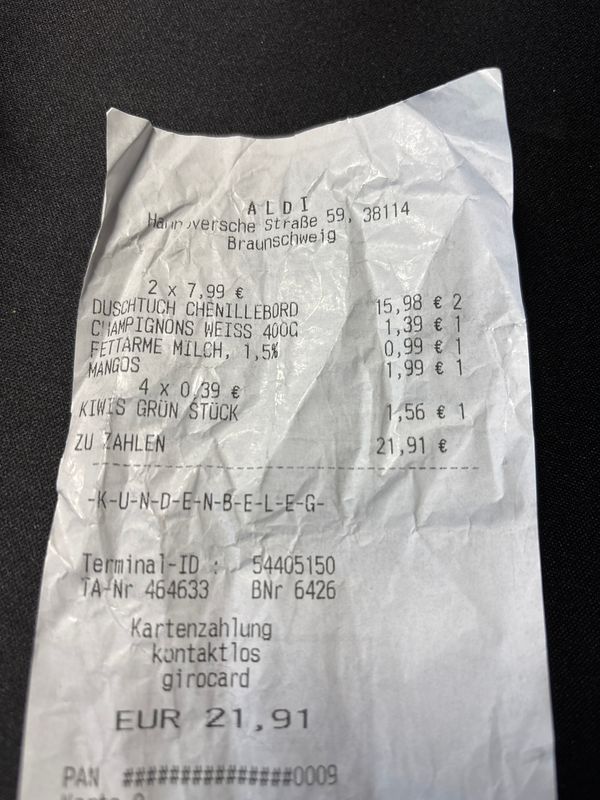 ALDI
Hannoversche Straße 59, 38114
Braunschweig
2 x 7,99 €
DUSCHTUCH CHENILLEBORD 15,98 € 2
CHAMPIGNONS WEISS 400G 1,39 € 1
FETTARME MILCH, 1,5% 0,99 € 1
MANGOS 1,99 € 1
4 x 0,39 €
KIWIS GRÜN STÜCK 1,56 € 1
ZU ZAHLEN 21,91 €
-K-U-N-D-E-N-B-E-L-E-G-
Terminal-ID : 54405150
TA-Nr 464633 BNr 6426
Kartenzahlung
kontaktlos
girocard
EUR 21,91
PAN ###############0009